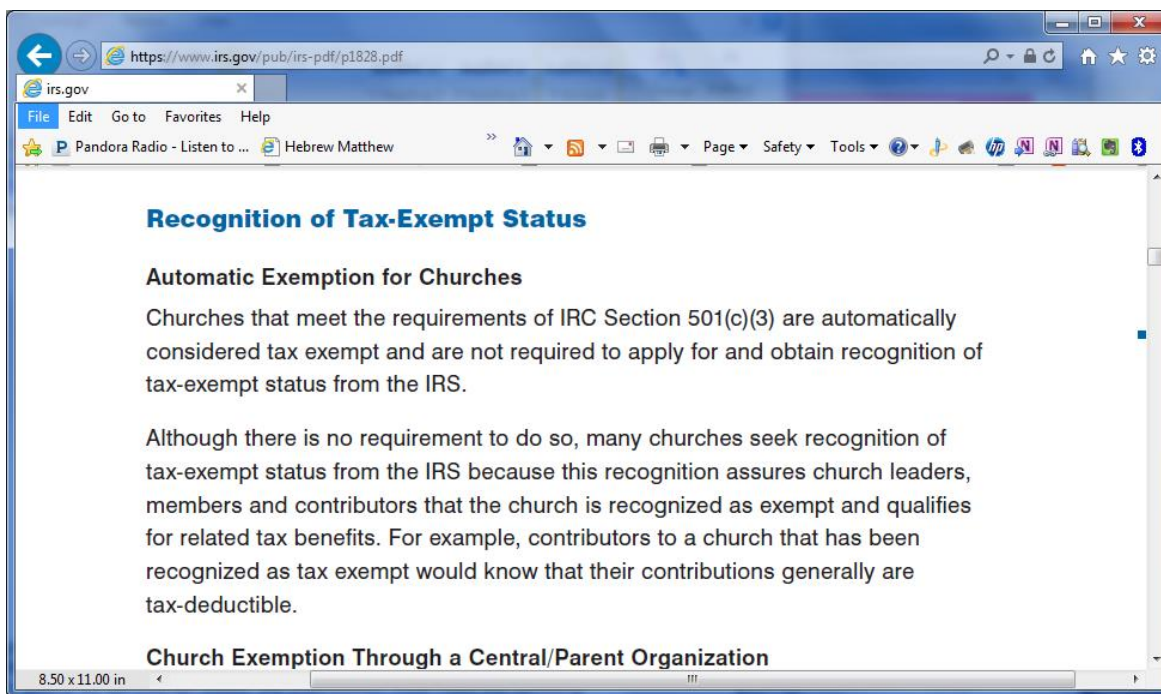 https://www.irs.gov/pub/irs-pdf/p1828.pdf
irs.gov
File Edit Go to Favorites Help
Pandora Radio - Listen to ... Hebrew Matthew » Page Safety Tools
Recognition of Tax-Exempt Status
Automatic Exemption for Churches
Churches that meet the requirements of IRC Section 501(c)(3) are automatically
considered tax exempt and are not required to apply for and obtain recognition of
tax-exempt status from the IRS.
Although there is no requirement to do so, many churches seek recognition of
tax-exempt status from the IRS because this recognition assures church leaders,
members and contributors that the church is recognized as exempt and qualifies
for related tax benefits. For example, contributors to a church that has been
recognized as tax exempt would know that their contributions generally are
tax-deductible.
Church Exemption Through a Central/Parent Organization
8.50 x 11.00 in